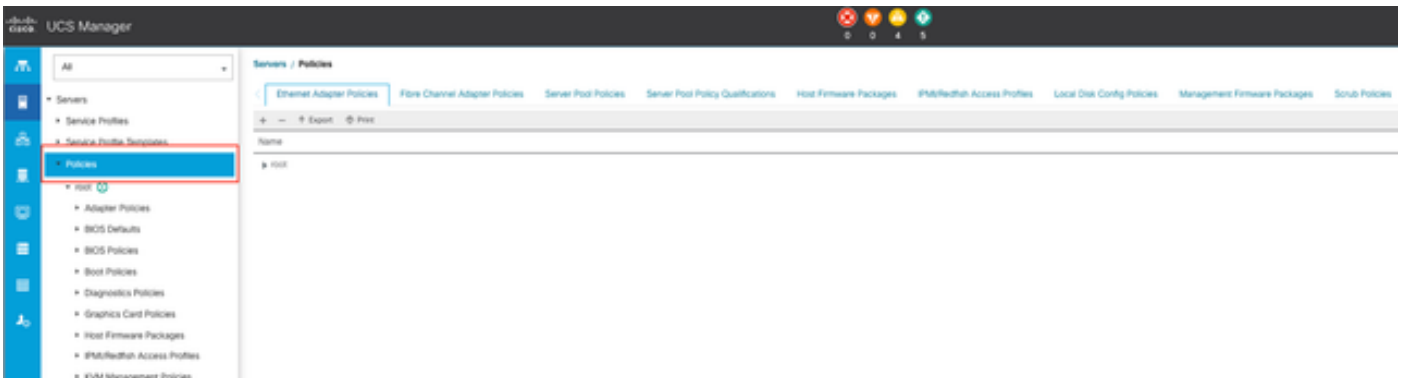 cisco. UCS Manager
0 0 4 5
All
Servers / Policies
Servers
Ethernet Adapter Policies Fibre Channel Adapter Policies Server Pool Policies Server Pool Policy Qualifications Host Firmware Packages IPMI/Redfish Access Profiles Local Disk Config Policies Management Firmware Packages Scrub Policies
Service Profiles
+ − Export Print
Service Profile Templates
Name
Policies
root
root
Adapter Policies
BIOS Defaults
BIOS Policies
Boot Policies
Diagnostics Policies
Graphics Card Policies
Host Firmware Packages
IPMI/Redfish Access Profiles
KVM Management Policies